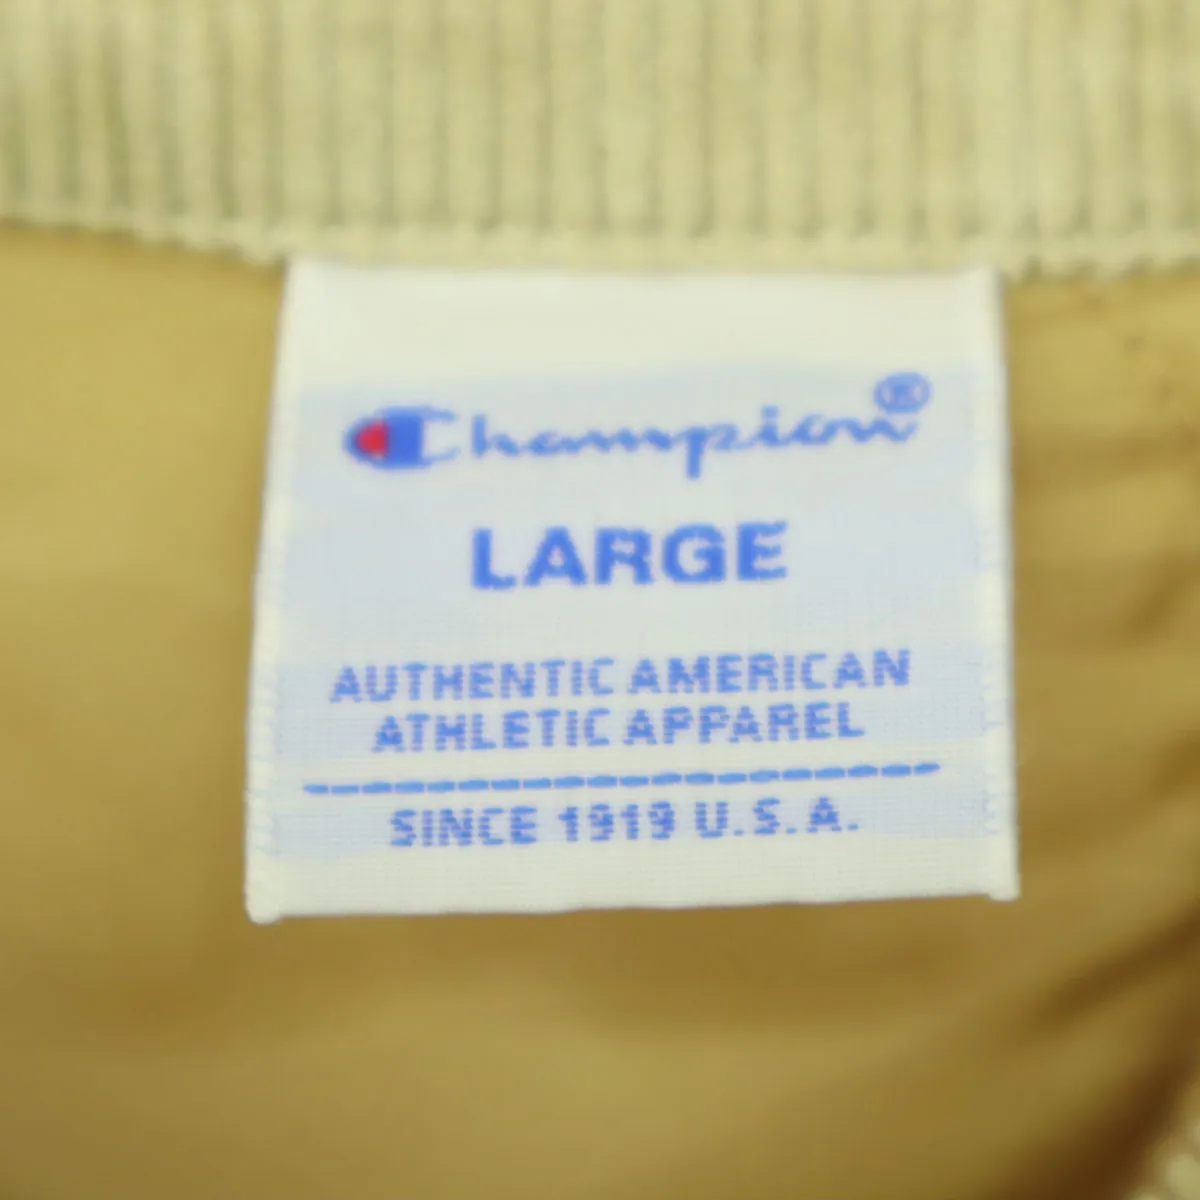 Champion®
LARGE
AUTHENTIC AMERICAN
ATHLETIC APPAREL
SINCE 1919 U.S.A.